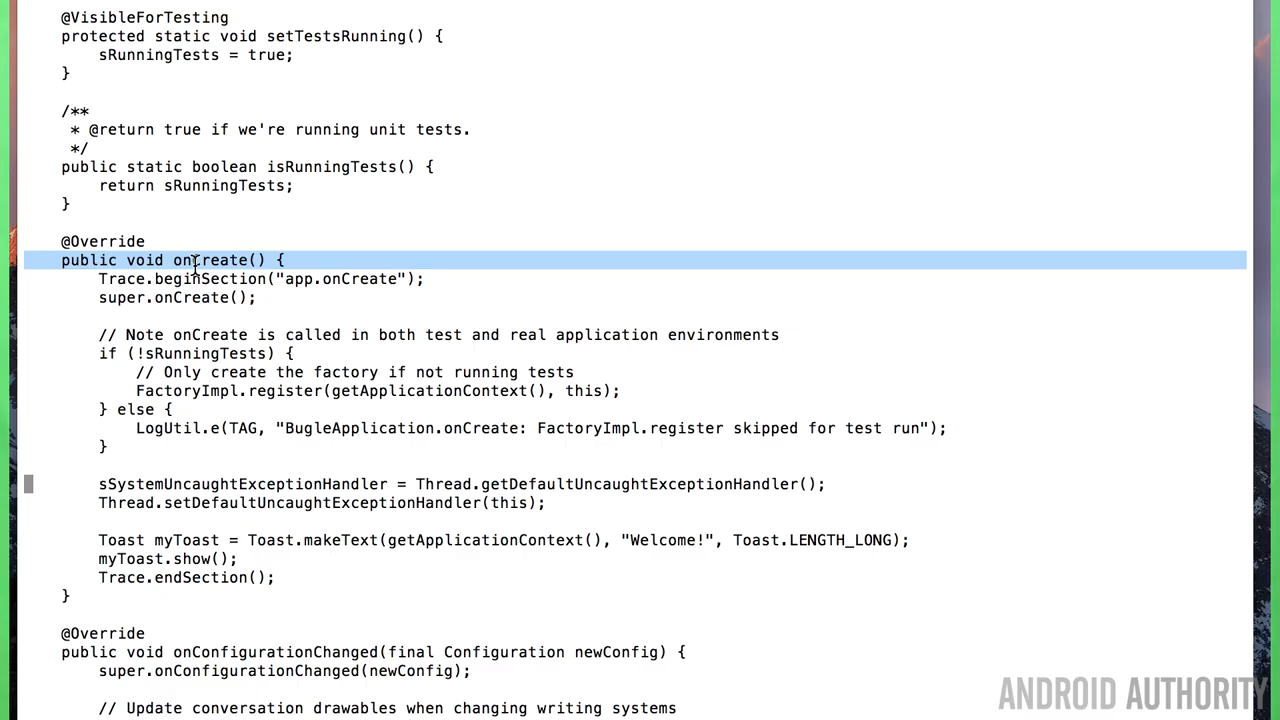 @VisibleForTesting
protected static void setTestsRunning() {
sRunningTests = true;
}
/**
* @return true if we're running unit tests.
*/
public static boolean isRunningTests() {
return sRunningTests;
}
@Override
public void onCreate() {
Trace.beginSection("app.onCreate");
super.onCreate();
// Note onCreate is called in both test and real application environments
if (!sRunningTests) {
// Only create the factory if not running tests
FactoryImpl.register(getApplicationContext(), this);
} else {
LogUtil.e(TAG, "BugleApplication.onCreate: FactoryImpl.register skipped for test run");
}
sSystemUncaughtExceptionHandler = Thread.getDefaultUncaughtExceptionHandler();
Thread.setDefaultUncaughtExceptionHandler(this);
Toast myToast = Toast.makeText(getApplicationContext(), "Welcome!", Toast.LENGTH_LONG);
myToast.show();
Trace.endSection();
}
@Override
public void onConfigurationChanged(final Configuration newConfig) {
super.onConfigurationChanged(newConfig);
// Update conversation drawables when changing writing systems
ANDROID AUTHORITY